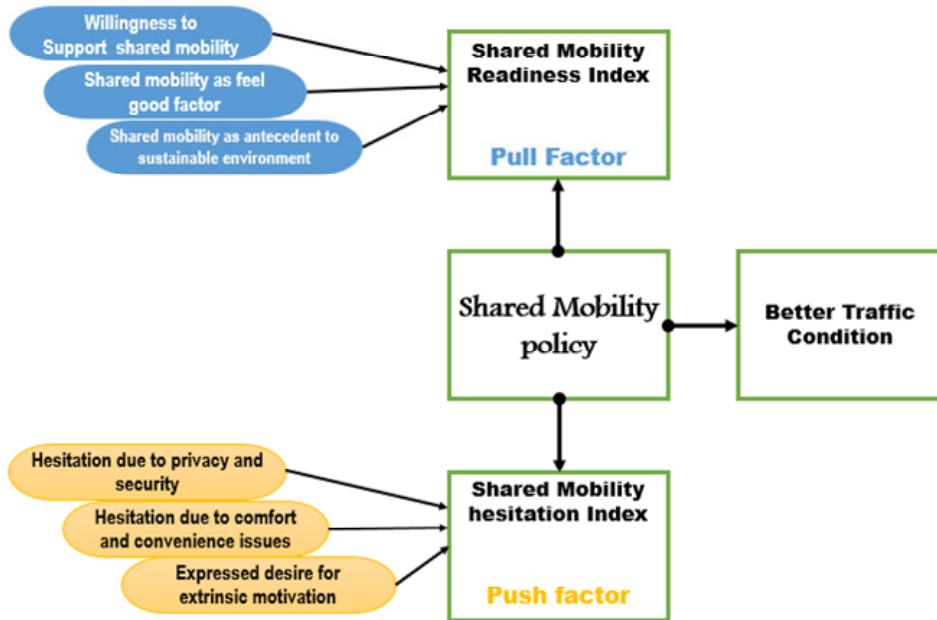 Willingness to
Support shared mobility
Shared mobility as feel
good factor
Shared mobility as antecedent to
sustainable environment
Shared Mobility
Readiness Index
Pull Factor
Shared Mobility
policy
Better Traffic
Condition
Hesitation due to privacy and
security
Hesitation due to comfort
and convenience issues
Expressed desire for
extrinsic motivation
Shared Mobility
hesitation Index
Push factor